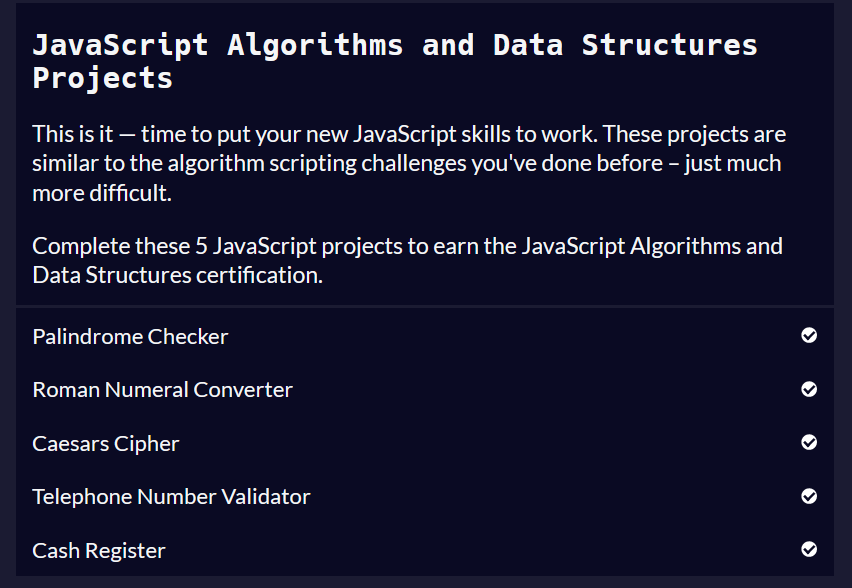 JavaScript Algorithms and Data Structures
Projects
This is it — time to put your new JavaScript skills to work. These projects are
similar to the algorithm scripting challenges you've done before – just much
more difficult.
Complete these 5 JavaScript projects to earn the JavaScript Algorithms and
Data Structures certification.
Palindrome Checker
Roman Numeral Converter
Caesars Cipher
Telephone Number Validator
Cash Register